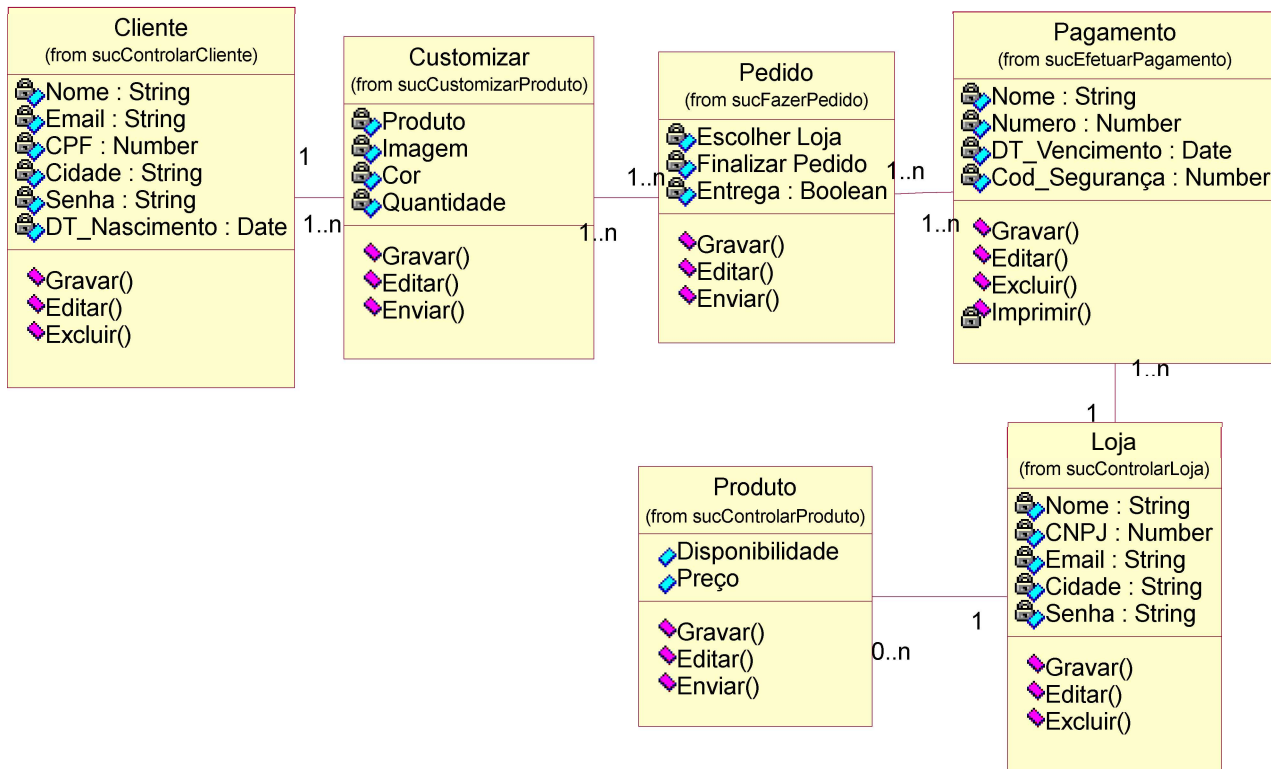 Cliente
(from sucControlarCliente)
Nome : String
Email : String
CPF : Number
Cidade : String
Senha : String
DT_Nascimento : Date
Gravar()
Editar()
Excluir()
1
1..n
Customizar
(from sucCustomizarProduto)
Produto
Imagem
Cor
Quantidade
Gravar()
Editar()
Enviar()
1..n
1..n
Pedido
(from sucFazerPedido)
Escolher Loja
Finalizar Pedido
Entrega : Boolean
Gravar()
Editar()
Enviar()
1..n
1..n
Pagamento
(from sucEfetuarPagamento)
Nome : String
Numero : Number
DT_Vencimento : Date
Cod_Segurança : Number
Gravar()
Editar()
Excluir()
Imprimir()
1..n
1
Loja
(from sucControlarLoja)
Nome : String
CNPJ : Number
Email : String
Cidade : String
Senha : String
Gravar()
Editar()
Excluir()
1
0..n
Produto
(from sucControlarProduto)
Disponibilidade
Preço
Gravar()
Editar()
Enviar()